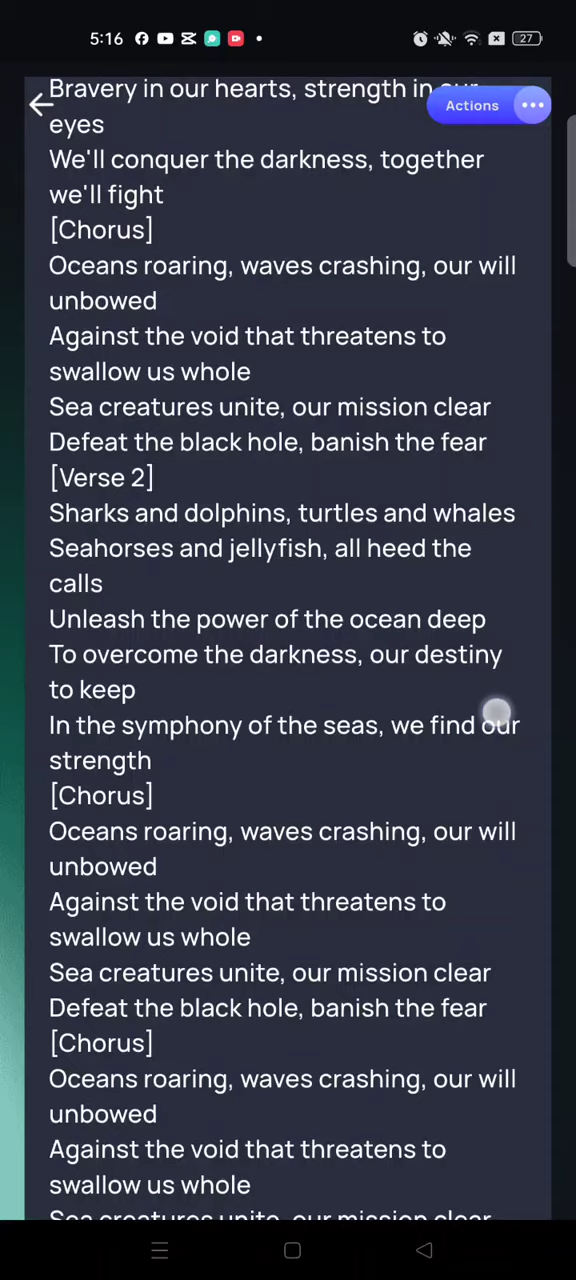 5:16
27
Bravery in our hearts, strength in our
Actions
eyes
We'll conquer the darkness, together
we'll fight
[Chorus]
Oceans roaring, waves crashing, our will
unbowed
Against the void that threatens to
swallow us whole
Sea creatures unite, our mission clear
Defeat the black hole, banish the fear
[Verse 2]
Sharks and dolphins, turtles and whales
Seahorses and jellyfish, all heed the
calls
Unleash the power of the ocean deep
To overcome the darkness, our destiny
to keep
In the symphony of the seas, we find our
strength
[Chorus]
Oceans roaring, waves crashing, our will
unbowed
Against the void that threatens to
swallow us whole
Sea creatures unite, our mission clear
Defeat the black hole, banish the fear
[Chorus]
Oceans roaring, waves crashing, our will
unbowed
Against the void that threatens to
swallow us whole
Sea creatures unite, our mission clear